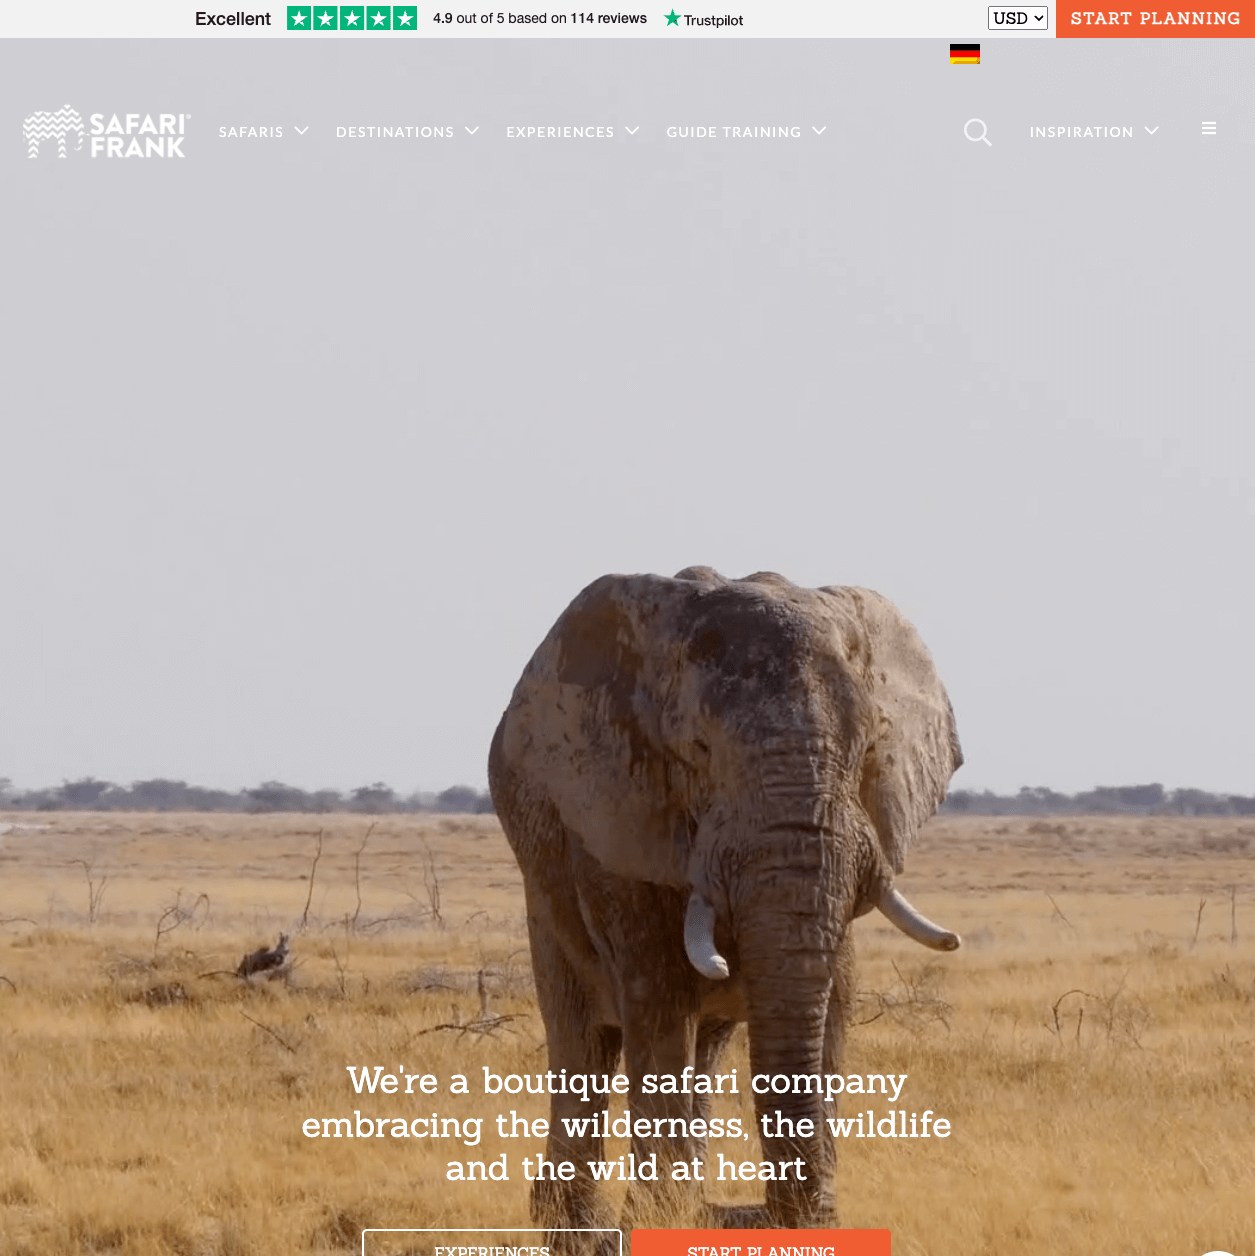 Excellent 4.9 out of 5 based on 114 reviews Trustpilot USD START PLANNING
SAFARI FRANK® SAFARIS DESTINATIONS EXPERIENCES GUIDE TRAINING INSPIRATION
We're a boutique safari company
embracing the wilderness, the wildlife
and the wild at heart
EXPERIENCES START PLANNING